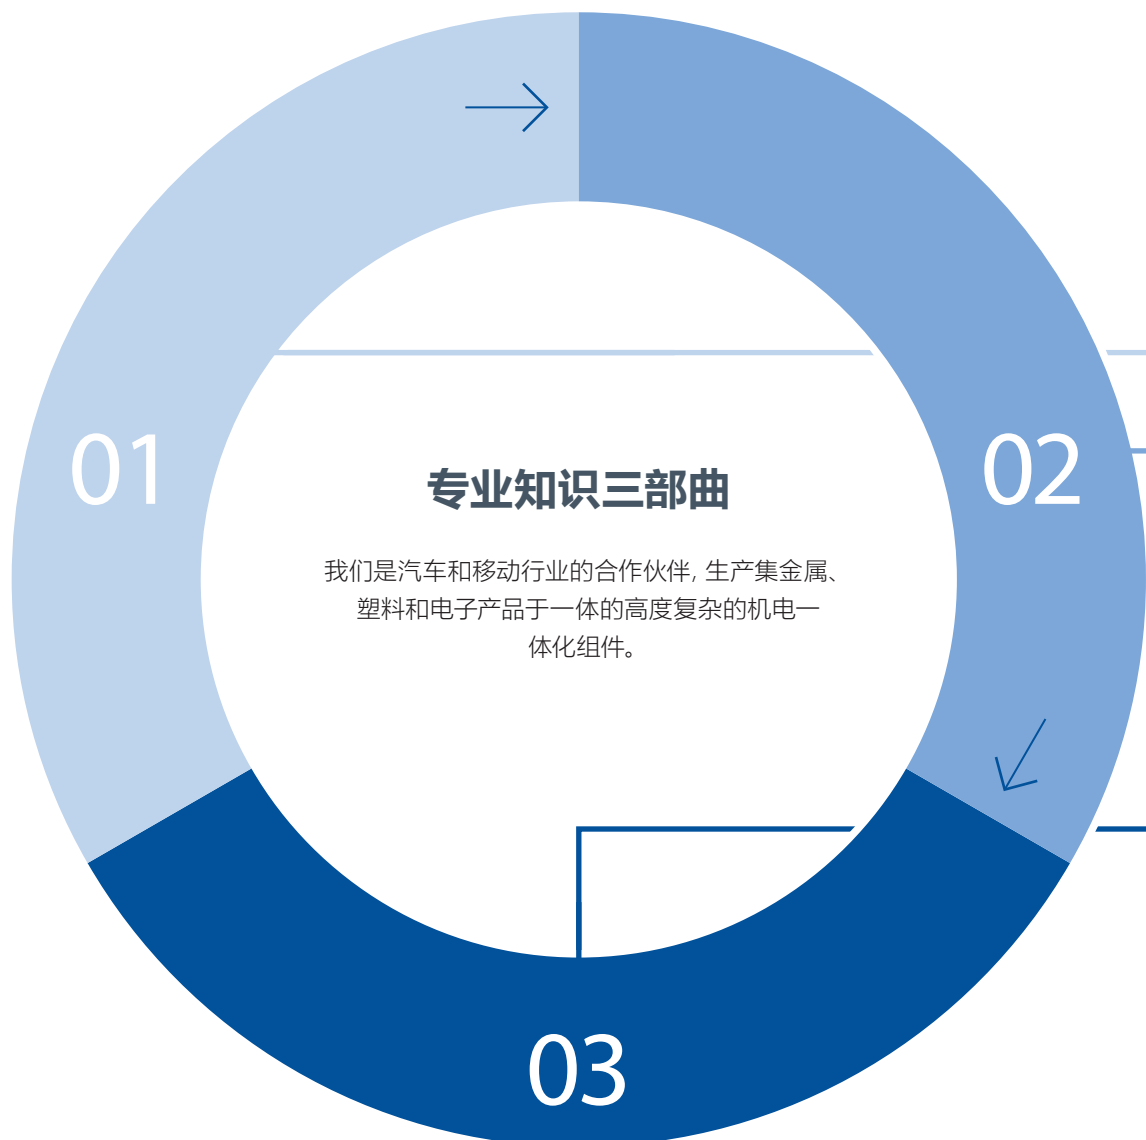 01
02
专业知识三部曲
我们是汽车和移动行业的合作伙伴, 生产集金属、
塑料和电子产品于一体的高度复杂的机电一
体化组件。
03